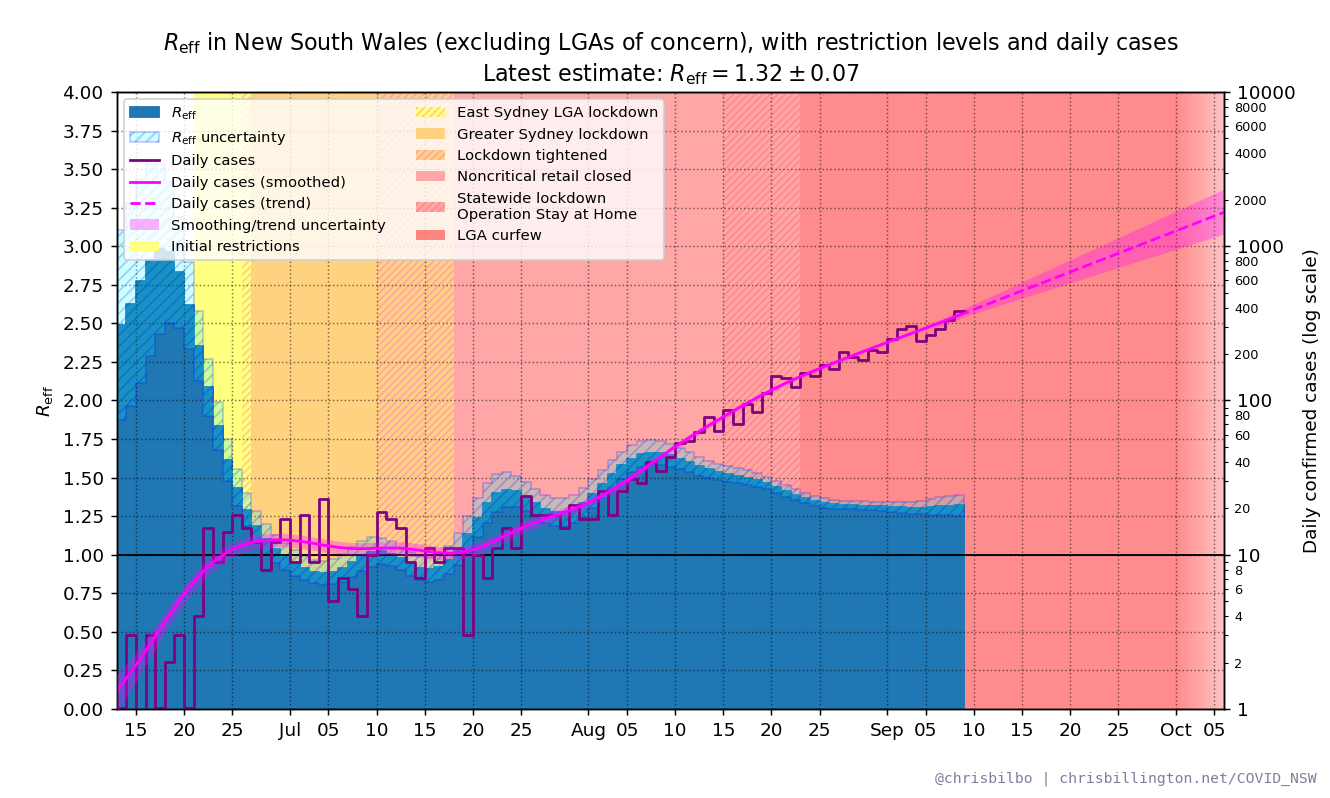 Reff in New South Wales (excluding LGAs of concern), with restriction levels and daily cases
Latest estimate: Reff = 1.32 ± 0.07
Reff
Reff uncertainty
Daily cases
Daily cases (smoothed)
Daily cases (trend)
Smoothing/trend uncertainty
Initial restrictions
East Sydney LGA lockdown
Greater Sydney lockdown
Lockdown tightened
Noncritical retail closed
Statewide lockdown
Operation Stay at Home
LGA curfew
4.00
3.75
3.50
3.25
3.00
2.75
2.50
2.25
2.00
1.75
1.50
1.25
1.00
0.75
0.50
0.25
0.00
Reff
10000
8000
6000
4000
2000
1000
800
600
400
200
100
80
60
40
20
10
8
6
4
2
1
Daily confirmed cases (log scale)
15 20 25 Jul 05 10 15 20 25 Aug 05 10 15 20 25 Sep 05 10 15 20 25 Oct 05
@chrisbilbo | chrisbillington.net/COVID_NSW